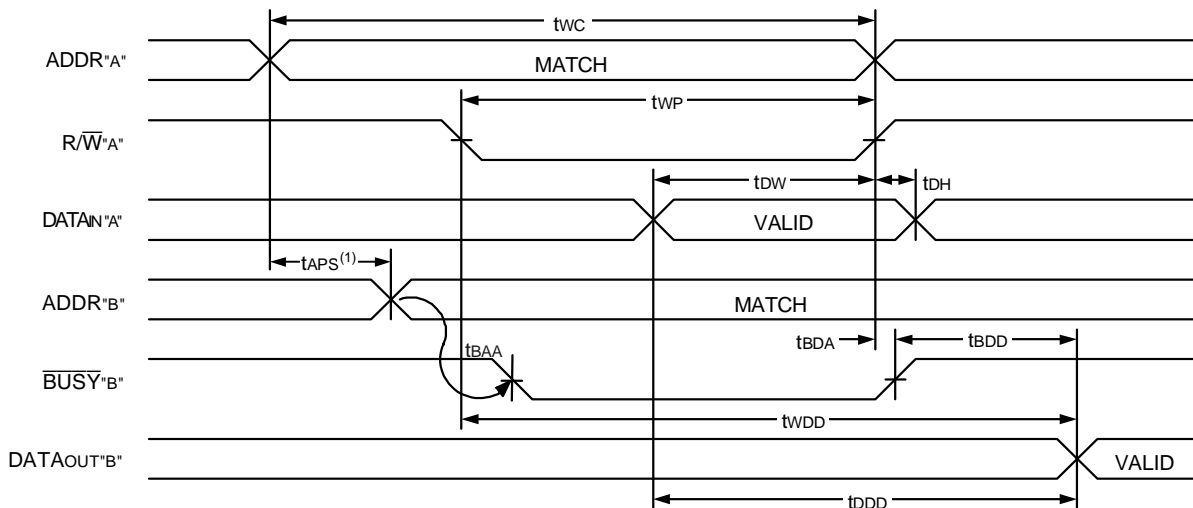 tWC
ADDR"A"
MATCH
tWP
R/W̅"A"
tDW
tDH
DATAIN"A"
VALID
tAPS(1)
ADDR"B"
MATCH
tBAA
tBDA
tBDD
B̅U̅S̅Y̅"B"
tWDD
DATAOUT"B"
VALID
tDDD